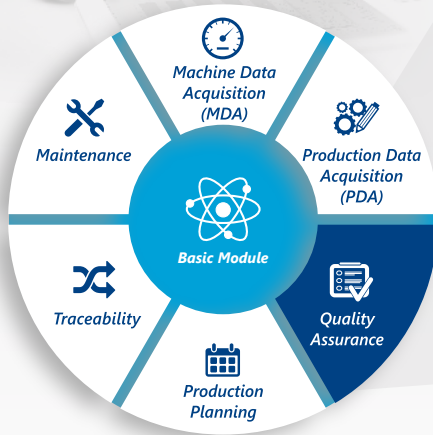 Machine Data
Acquisition
(MDA)
Maintenance
Production Data
Acquisition
(PDA)
Basic Module
Traceability
Quality
Assurance
Production
Planning